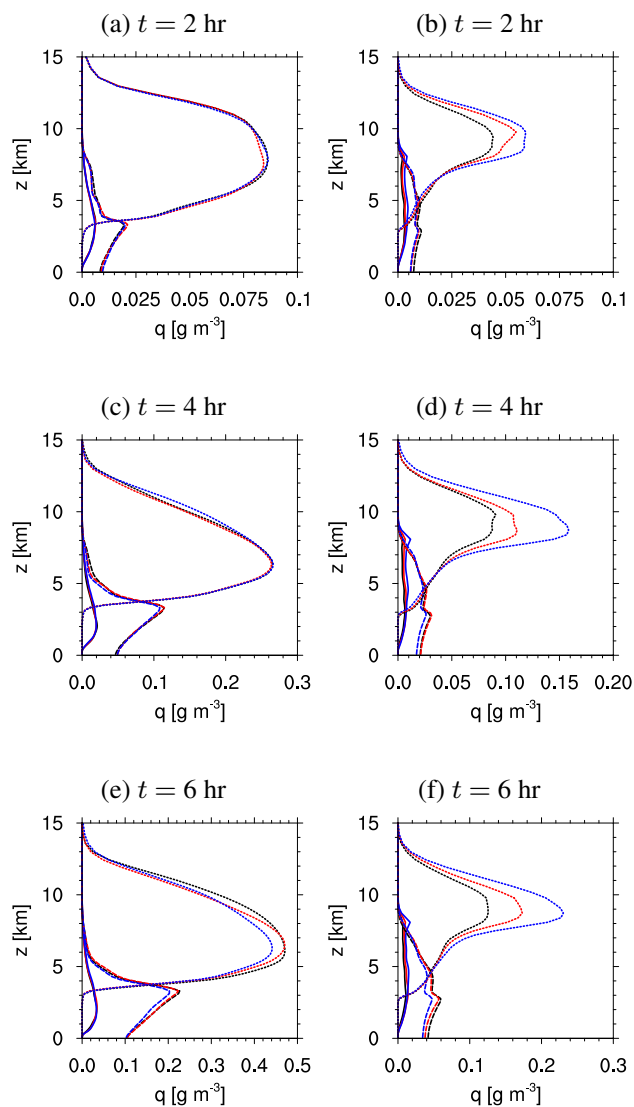 (a) t = 2 hr
(b) t = 2 hr
15
10
5
0
z [km]
0.0 0.025 0.05 0.075 0.1
q [g m⁻³]
15
10
5
0
z [km]
0.0 0.025 0.05 0.075 0.1
q [g m⁻³]
(c) t = 4 hr
(d) t = 4 hr
15
10
5
0
z [km]
0.0 0.1 0.2 0.3
q [g m⁻³]
15
10
5
0
z [km]
0.0 0.05 0.10 0.15 0.20
q [g m⁻³]
(e) t = 6 hr
(f) t = 6 hr
15
10
5
0
z [km]
0.0 0.1 0.2 0.3 0.4 0.5
q [g m⁻³]
15
10
5
0
z [km]
0.0 0.1 0.2 0.3
q [g m⁻³]